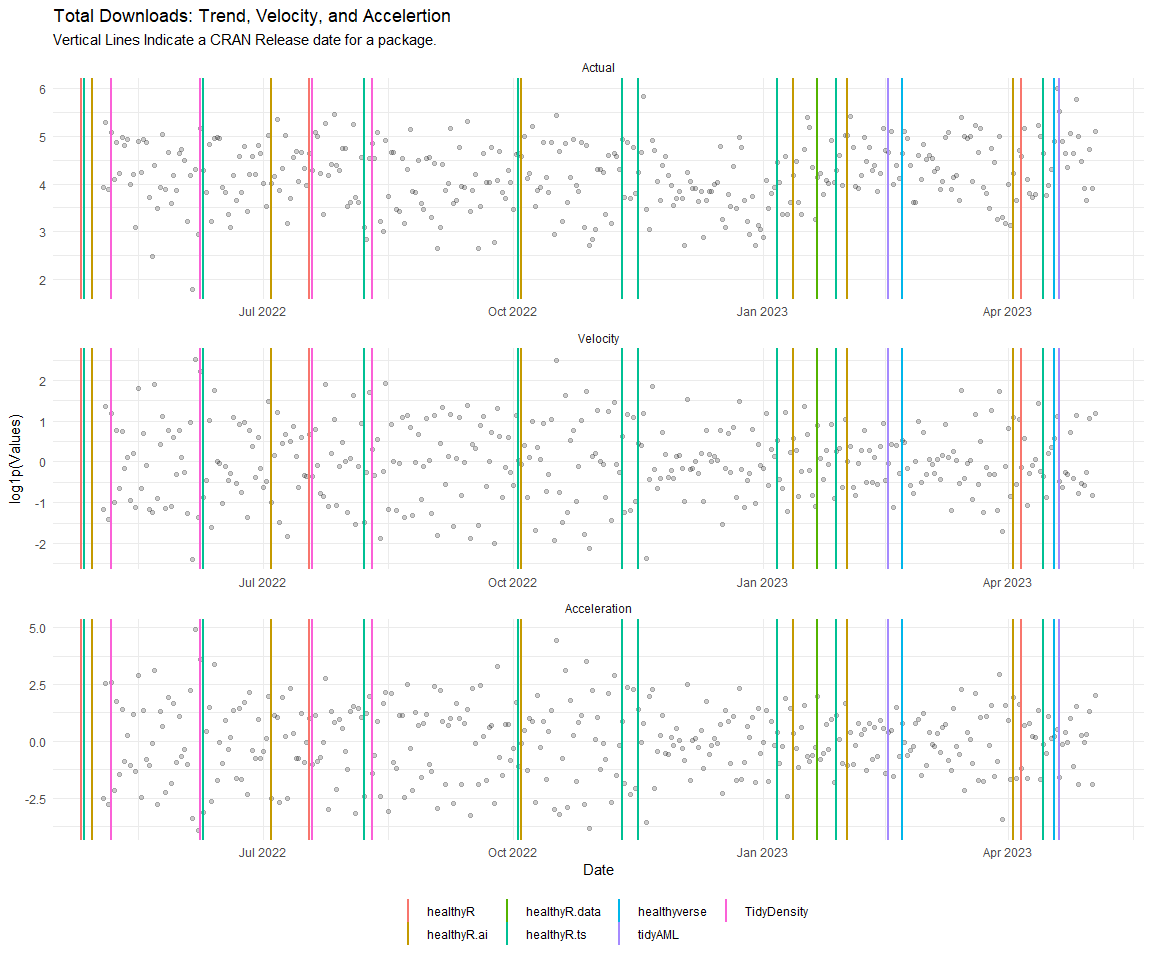 Total Downloads: Trend, Velocity, and Accelertion
Vertical Lines Indicate a CRAN Release date for a package.
Actual
6
5
4
3
2
Jul 2022 Oct 2022 Jan 2023 Apr 2023
Velocity
log1p(Values)
2
1
0
-1
-2
Jul 2022 Oct 2022 Jan 2023 Apr 2023
Acceleration
5.0
2.5
0.0
-2.5
Jul 2022 Oct 2022 Jan 2023 Apr 2023
Date
healthyR healthyR.data healthyverse TidyDensity
healthyR.ai healthyR.ts tidyAML